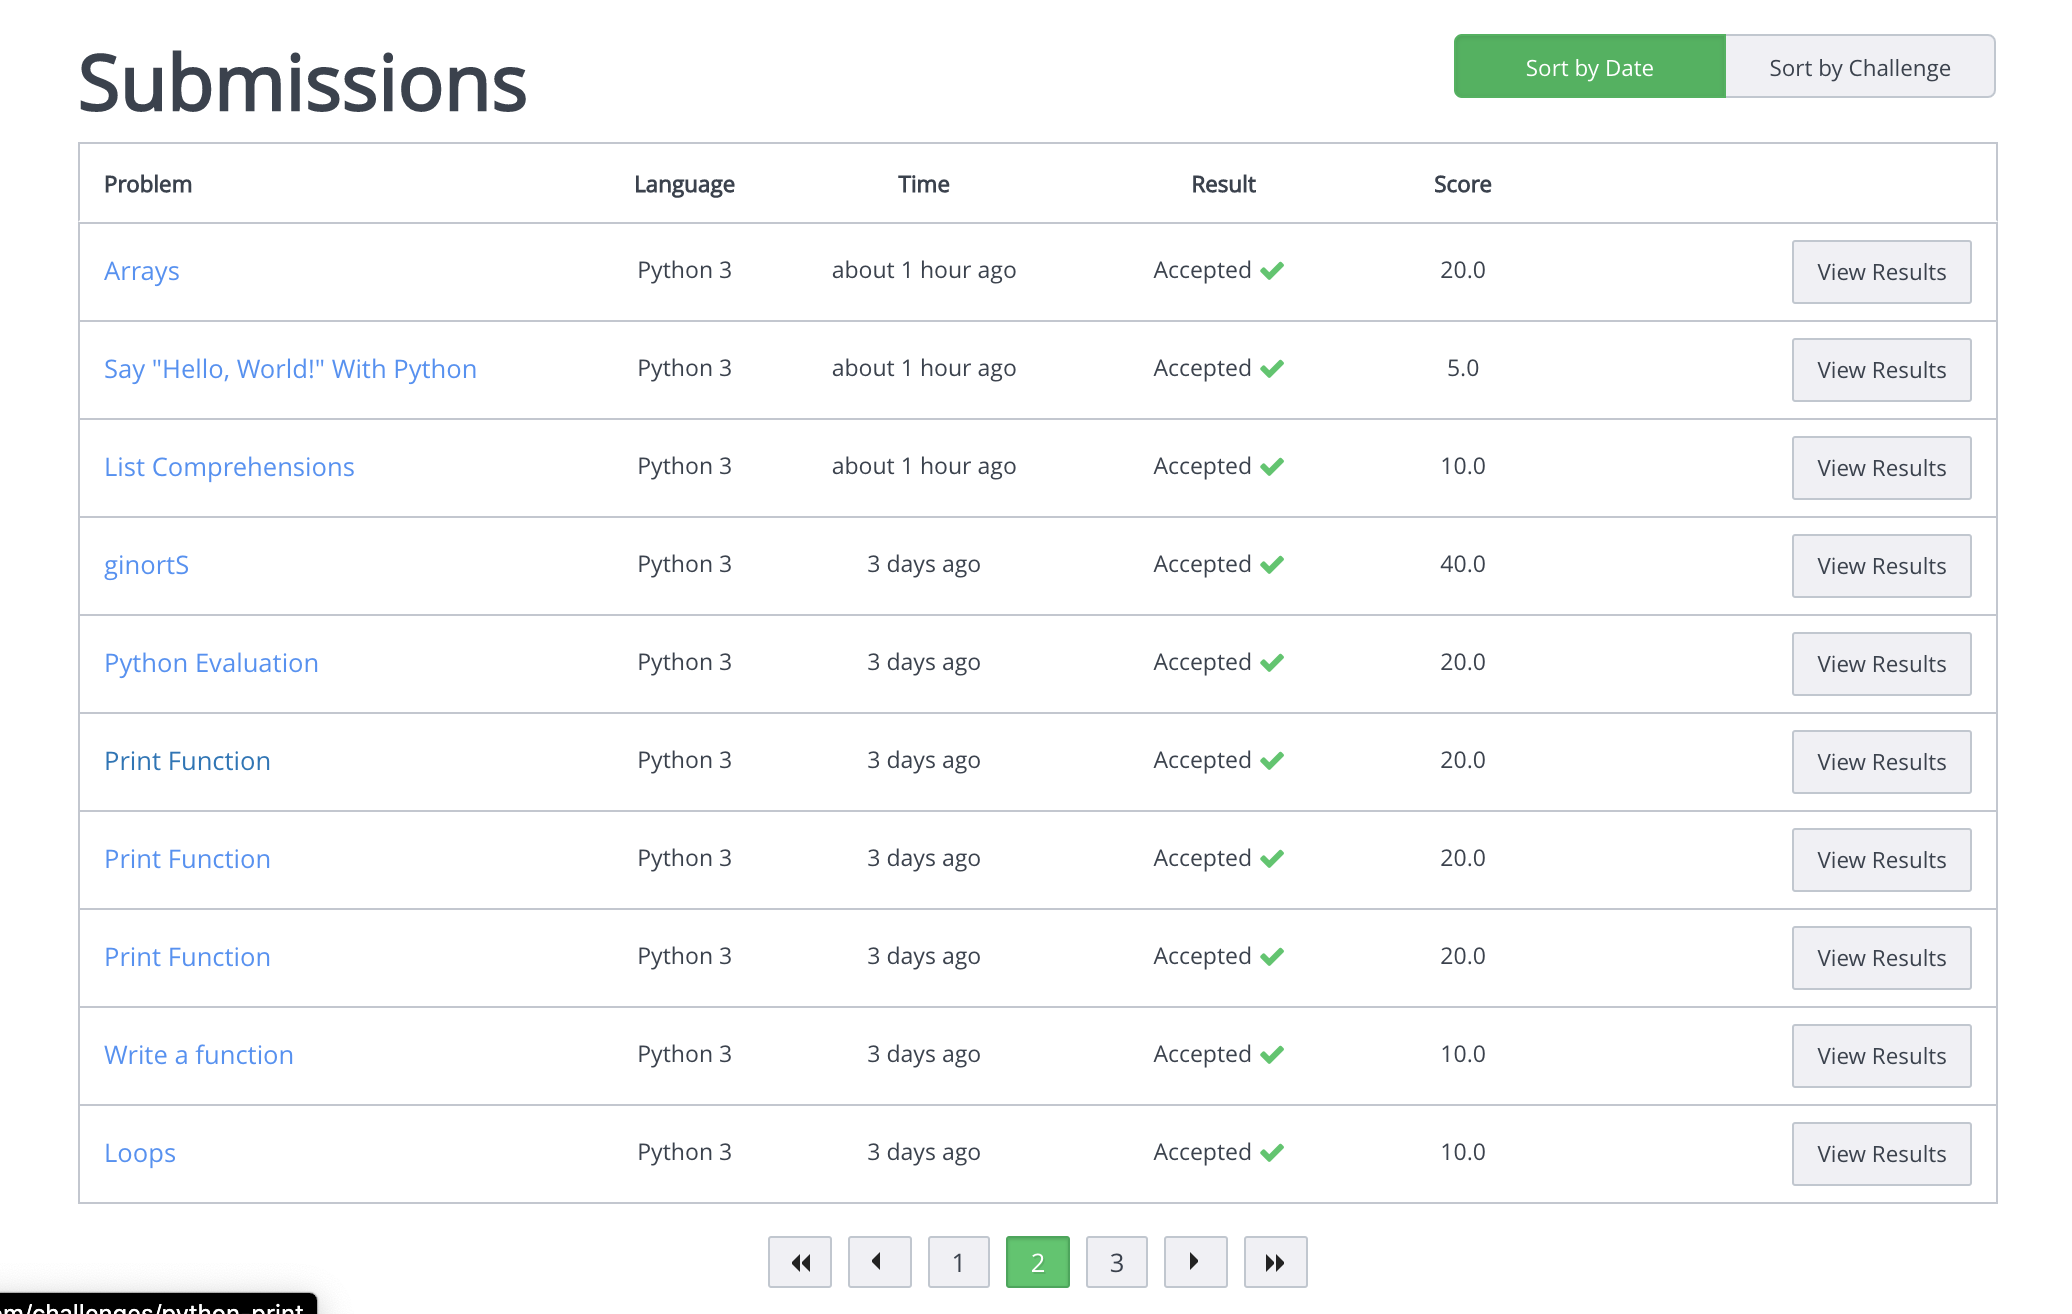 Submissions
Sort by Date Sort by Challenge
Problem Language Time Result Score
Arrays Python 3 about 1 hour ago Accepted 20.0 View Results
Say "Hello, World!" With Python Python 3 about 1 hour ago Accepted 5.0 View Results
List Comprehensions Python 3 about 1 hour ago Accepted 10.0 View Results
ginortS Python 3 3 days ago Accepted 40.0 View Results
Python Evaluation Python 3 3 days ago Accepted 20.0 View Results
Print Function Python 3 3 days ago Accepted 20.0 View Results
Print Function Python 3 3 days ago Accepted 20.0 View Results
Print Function Python 3 3 days ago Accepted 20.0 View Results
Write a function Python 3 3 days ago Accepted 10.0 View Results
Loops Python 3 3 days ago Accepted 10.0 View Results
1 2 3
om/challenges/python-print